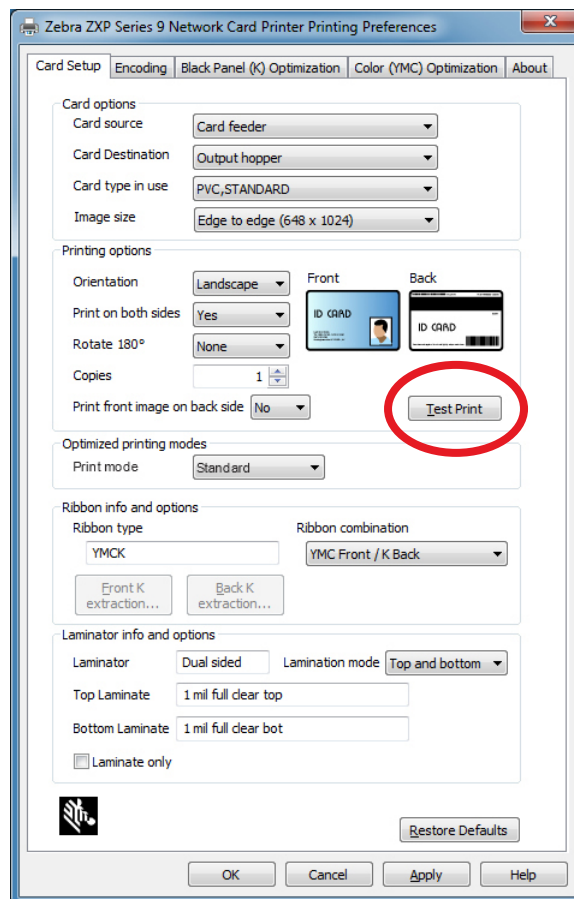 Zebra ZXP Series 9 Network Card Printer Printing Preferences
Card Setup Encoding Black Panel (K) Optimization Color (YMC) Optimization About
Card options
Card source Card feeder
Card Destination Output hopper
Card type in use PVC,STANDARD
Image size Edge to edge (648 x 1024)
Printing options
Orientation Landscape Front Back
Print on both sides Yes ID CARD ID CARD
Rotate 180° None
Copies 1
Print front image on back side No Test Print
Optimized printing modes
Print mode Standard
Ribbon info and options
Ribbon type Ribbon combination
YMCK YMC Front / K Back
Front K extraction... Back K extraction...
Laminator info and options
Laminator Dual sided Lamination mode Top and bottom
Top Laminate 1 mil full clear top
Bottom Laminate 1 mil full clear bot
Laminate only
Restore Defaults
OK Cancel Apply Help